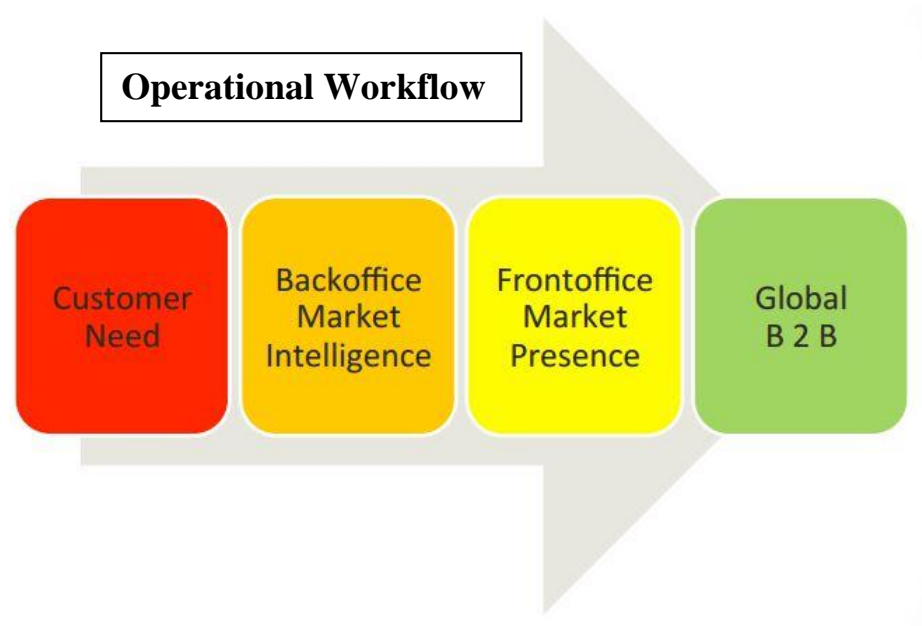 Operational Workflow
Customer
Need
Backoffice
Market
Intelligence
Frontoffice
Market
Presence
Global
B 2 B